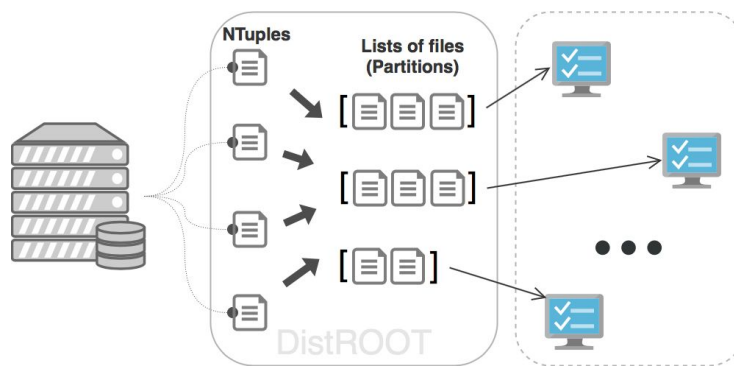 NTuples
Lists of files
(Partitions)
[ ]
[ ]
[ ]
DistROOT